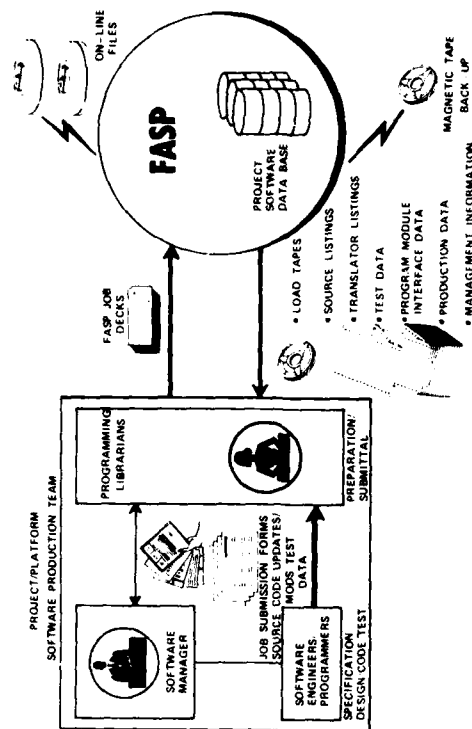 PROJECT/PLATFORM
SOFTWARE PRODUCTION TEAM
SOFTWARE
MANAGER
SOFTWARE
ENGINEERS
PROGRAMMERS
SPECIFICATION
DESIGN CODE TEST
JOB SUBMISSION FORMS
SOURCE CODE UPDATES/
MODS TEST
DATA
PROGRAMMING
LIBRARIANS
PREPARATION/
SUBMITTAL
FASP JOB
DECKS
ON-LINE
FILES
FASP
PROJECT
SOFTWARE
DATA BASE
• LOAD TAPES
• SOURCE LISTINGS
• TRANSLATOR LISTINGS
• TEST DATA
• PROGRAM MODULE
INTERFACE DATA
• PRODUCTION DATA
• MANAGEMENT INFORMATION
MAGNETIC TAPE
BACK UP